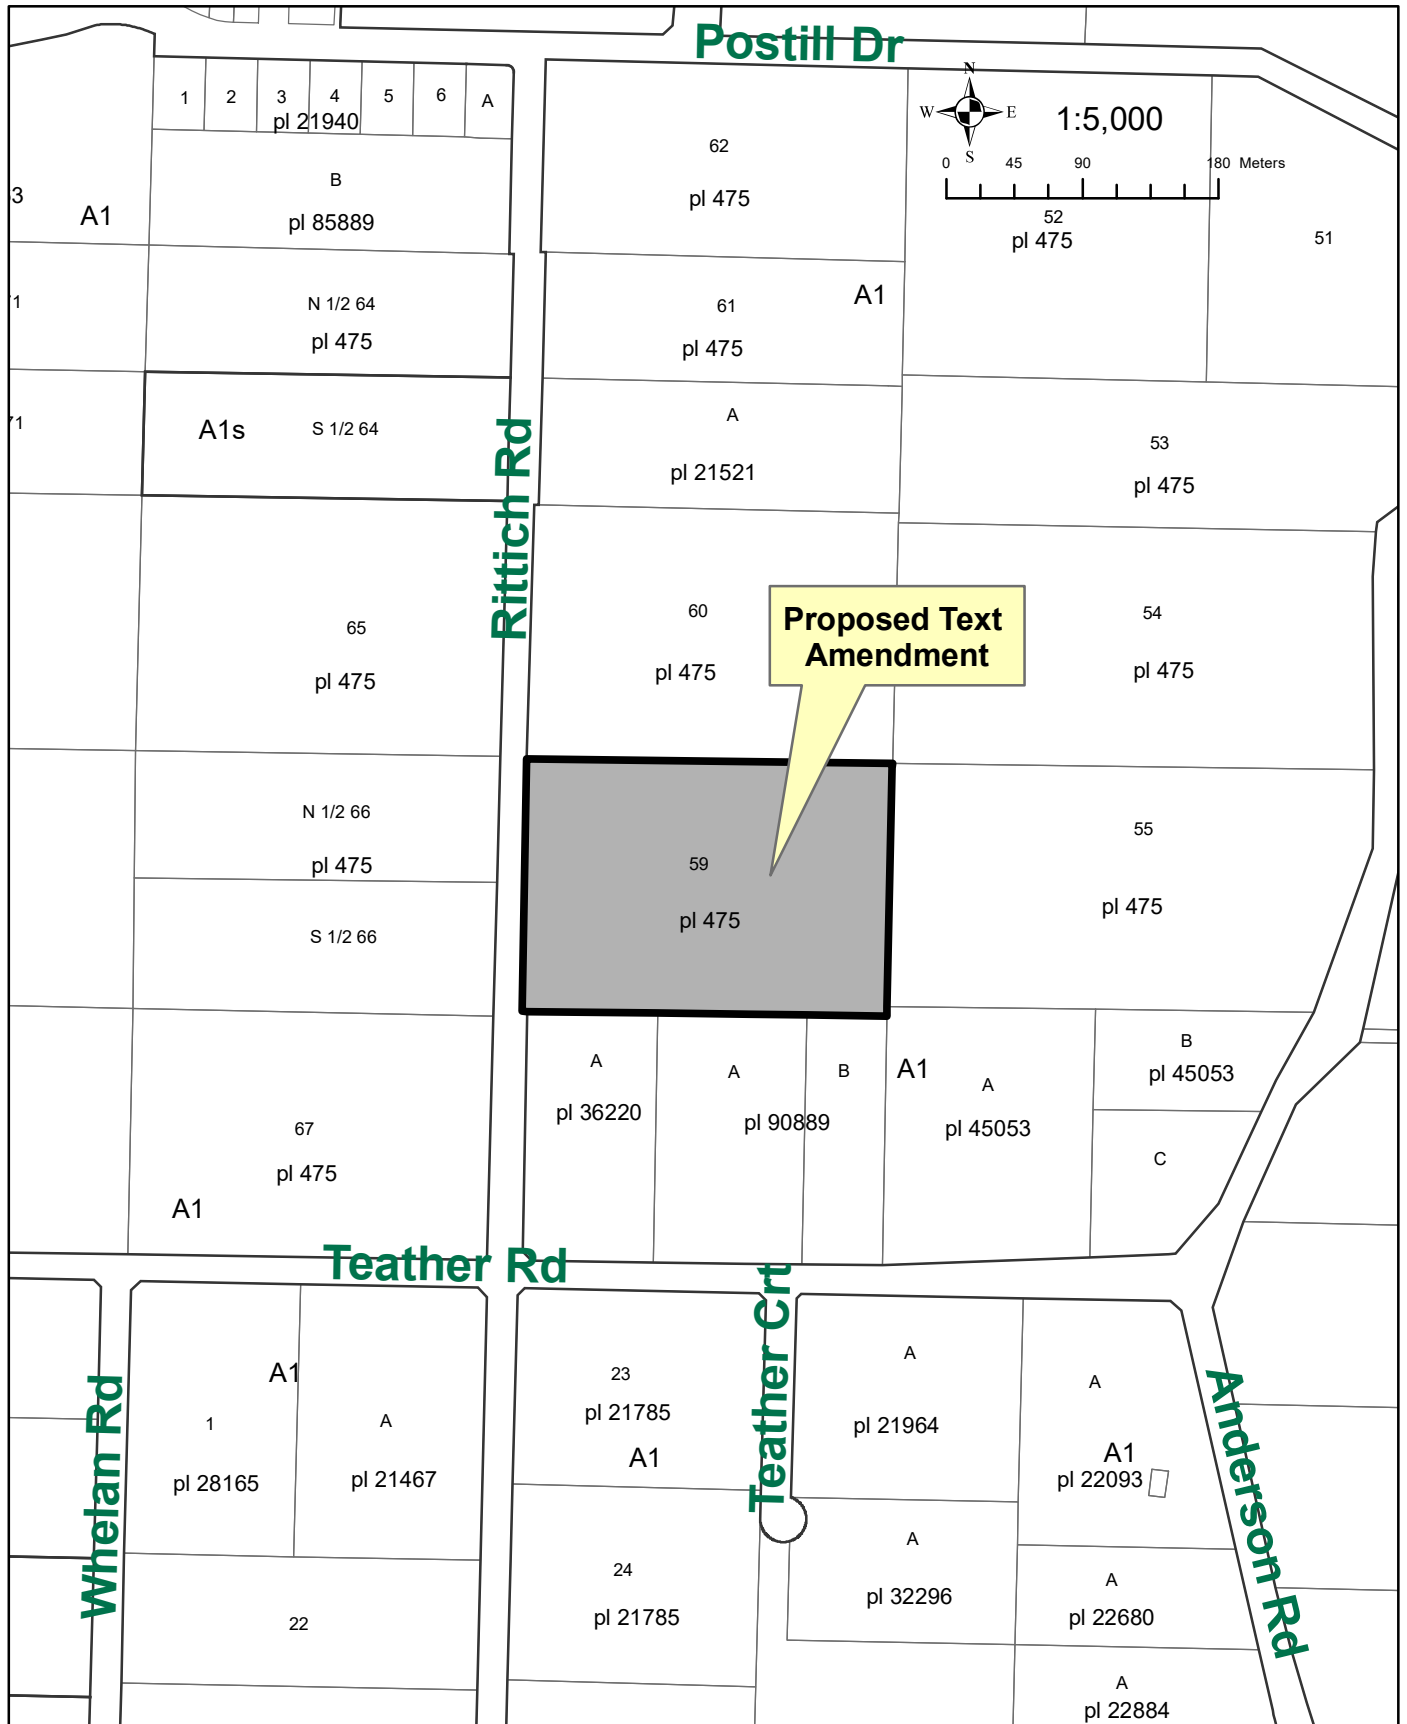 Postill Dr
N
W
E
S
1:5,000
0
45
90
180 Meters
1
2
3
4
5
6
A
pl 21940
62
pl 475
52
pl 475
51
B
pl 85889
3
A1
N 1/2 64
pl 475
61
pl 475
A1
A1s
S 1/2 64
A
pl 21521
53
pl 475
Rittich Rd
65
pl 475
60
pl 475
Proposed Text
Amendment
54
pl 475
N 1/2 66
pl 475
S 1/2 66
59
pl 475
55
pl 475
A
pl 36220
A
B
pl 90889
A1
A
pl 45053
B
pl 45053
C
67
pl 475
A1
Teather Rd
Teather Crt
Whelan Rd
Anderson Rd
A1
1
pl 28165
A
pl 21467
23
pl 21785
A1
A
pl 21964
A
A1
pl 22093
22
24
pl 21785
A
pl 32296
A
pl 22680
A
pl 22884